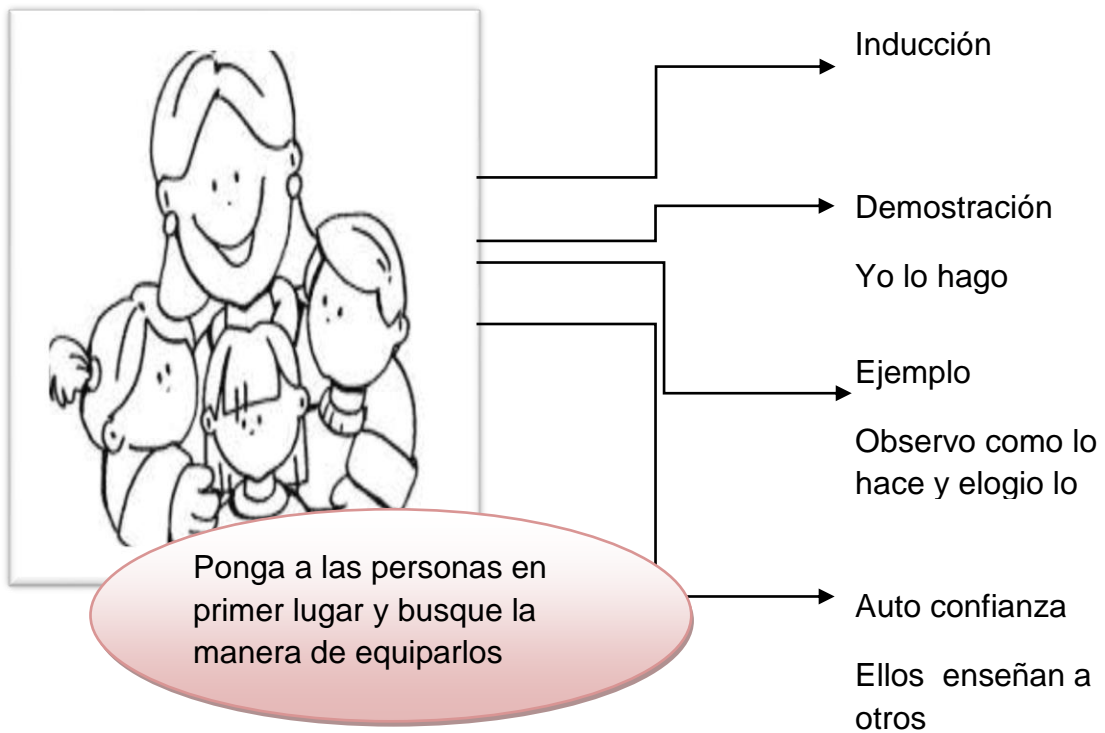 Inducción
Demostración
Yo lo hago
Ejemplo
Observo como lo
hace y elogio lo
Auto confianza
Ellos  enseñan a
otros
Ponga a las personas en
primer lugar y busque la
manera de equiparlos